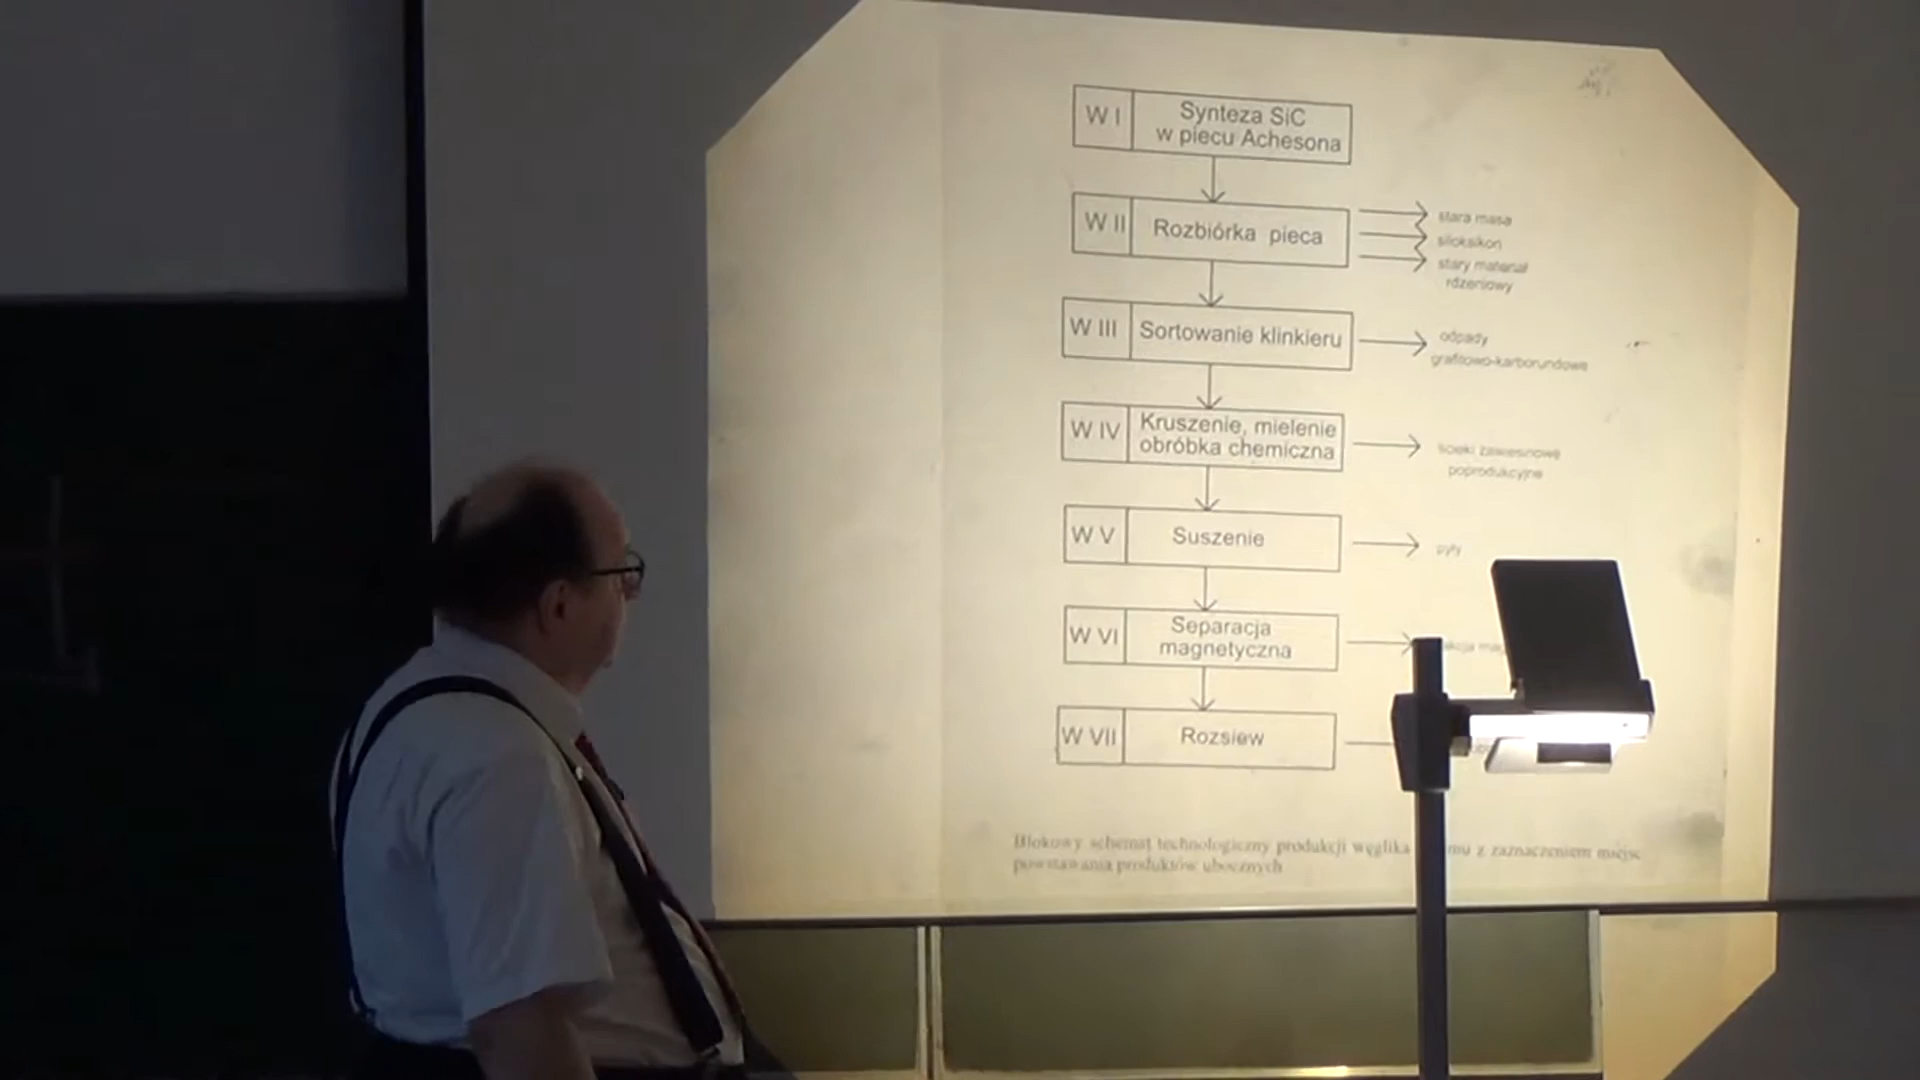 W I
Synteza SiC
w piecu Achesona
W II
Rozbiórka pieca
stara masa
siloksikon
stary materiał
rdzeniowy
W III
Sortowanie klinkieru
odpady
grafitowo-karborundowe
W IV
Kruszenie, mielenie
obróbka chemiczna
ścieki zawiesinowe
poprodukcyjne
W V
Suszenie
pyły
W VI
Separacja
magnetyczna
W VII
Rozsiew
Blokowy schemat technologiczny produkcji węglika z zaznaczeniem miejsc
powstawania produktów ubocznych